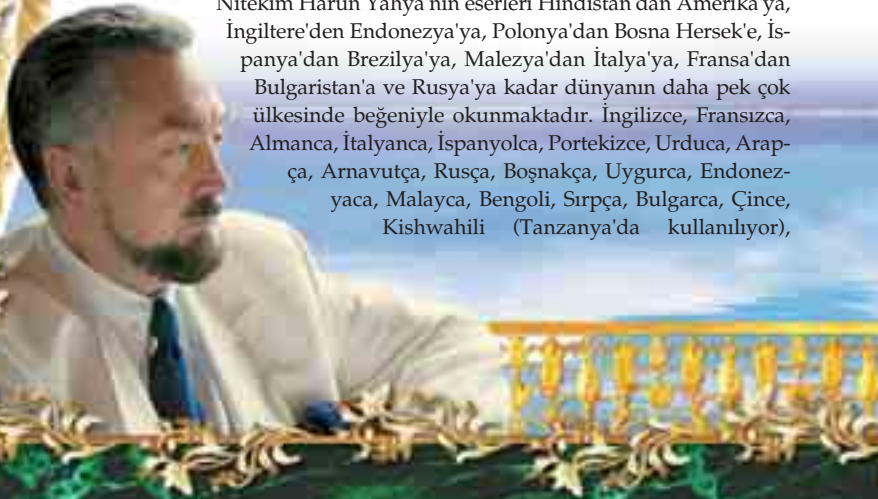 Nitekim Harun Yahya'nın eserleri Hindistan'dan Amerika'ya,
İngiltere'den Endonezya'ya, Polonya'dan Bosna Hersek'e, İs-
panya'dan Brezilya'ya, Malezya'dan İtalya'ya, Fransa'dan
Bulgaristan'a ve Rusya'ya kadar dünyanın daha pek çok
ülkesinde beğeniyle okunmaktadır. İngilizce, Fransızca,
Almanca, İtalyanca, İspanyolca, Portekizce, Urduca, Arap-
ça, Arnavutça, Rusça, Boşnakça, Uygurca, Endonez-
yaca, Malayca, Bengoli, Sırpça, Bulgarca, Çince,
Kishwahili (Tanzanya'da kullanılıyor),